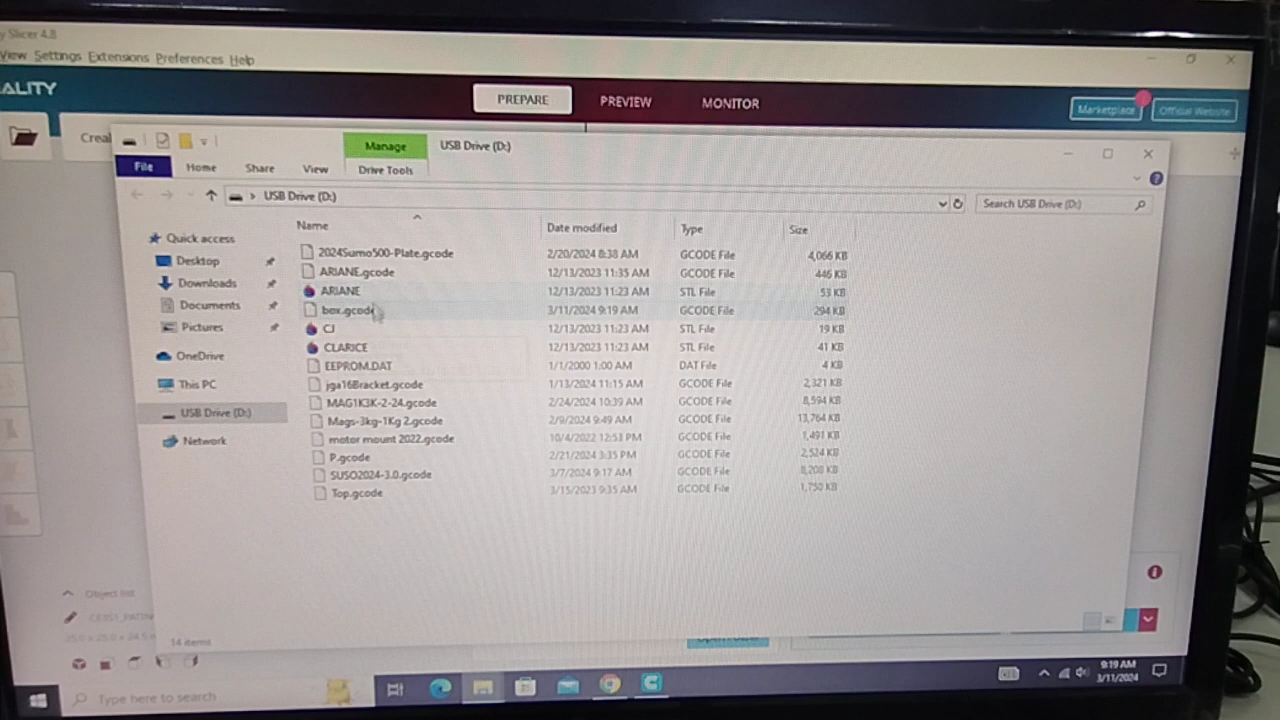 y Slicer 4.8
View Settings Extensions Preferences Help
EALITY
PREPARE PREVIEW MONITOR Marketplace Official Website
Creal
Manage USB Drive (D:)
File Home Share View Drive Tools
USB Drive (D:) Search USB Drive (D:)
Name Date modified Type Size
Quick access
Desktop
Downloads
Documents
Pictures
OneDrive
This PC
USB Drive (D:)
Network
2024Sumo500-Plate.gcode 2/20/2024 8:38 AM GCODE File 4,066 KB
ARIANE.gcode 12/13/2023 11:35 AM GCODE File 446 KB
ARIANE 12/13/2023 11:23 AM STL File 53 KB
box.gcode 3/11/2024 9:19 AM GCODE File 294 KB
CJ 12/13/2023 11:23 AM STL File 19 KB
CLARICE 12/13/2023 11:23 AM STL File 41 KB
EEPROM.DAT 1/1/2000 1:00 AM DAT File 4 KB
jga16Bracket.gcode 1/13/2024 11:15 AM GCODE File 2,321 KB
MAG1K3K-2-24.gcode 2/24/2024 10:39 AM GCODE File 8,594 KB
Mags-3kg-1Kg 2.gcode 2/9/2024 9:49 AM GCODE File 13,764 KB
motor mount 2022.gcode 10/4/2022 12:53 PM GCODE File 1,491 KB
P.gcode 2/21/2024 3:35 PM GCODE File 2,524 KB
SUSO2024-3.0.gcode 3/7/2024 9:17 AM GCODE File 8,208 KB
Top.gcode 3/15/2023 9:35 AM GCODE File 1,750 KB
Object list
14 items
Type here to search
9:19 AM
3/11/2024